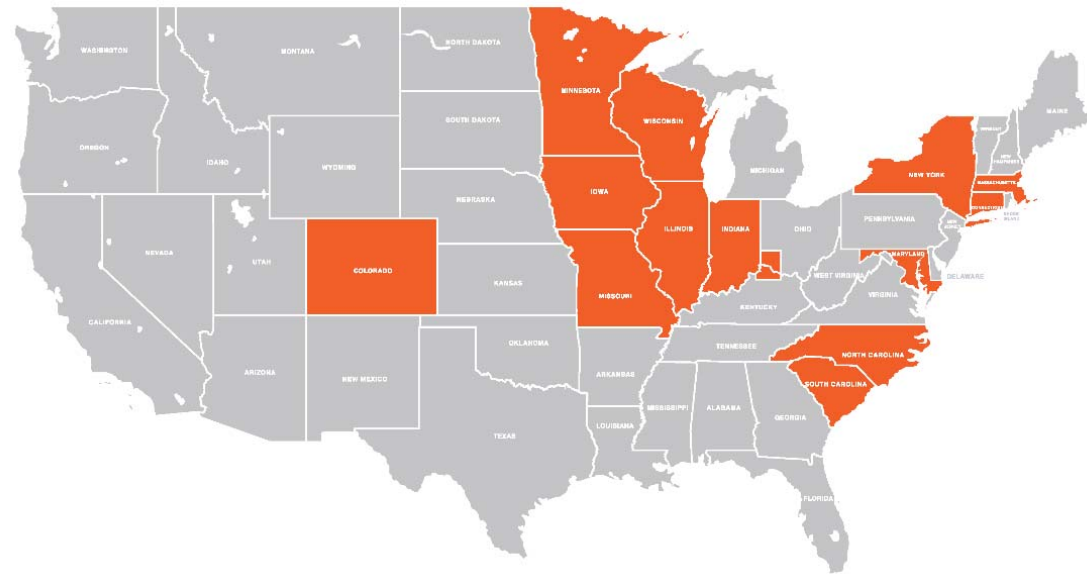 WASHINGTON
MONTANA
NORTH DAKOTA
MINNESOTA
OREGON
IDAHO
WYOMING
SOUTH DAKOTA
WISCONSIN
MICHIGAN
NEW YORK
VERMONT
NEW HAMPSHIRE
MAINE
MASSACHUSETTS
CONNECTICUT
RHODE ISLAND
NEVADA
UTAH
COLORADO
NEBRASKA
IOWA
ILLINOIS
INDIANA
OHIO
PENNSYLVANIA
NEW JERSEY
CALIFORNIA
KANSAS
MISSOURI
KENTUCKY
WEST VIRGINIA
VIRGINIA
MARYLAND
DELAWARE
ARIZONA
NEW MEXICO
OKLAHOMA
ARKANSAS
TENNESSEE
NORTH CAROLINA
SOUTH CAROLINA
TEXAS
LOUISIANA
MISSISSIPPI
ALABAMA
GEORGIA
FLORIDA